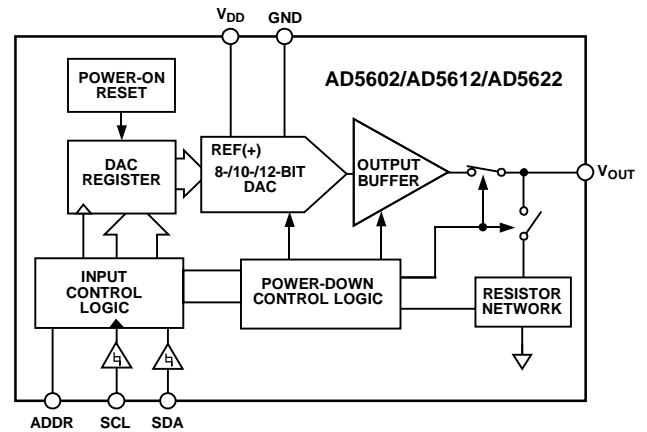 VDD
GND
AD5602/AD5612/AD5622
POWER-ON
RESET
DAC
REGISTER
REF(+)
8-/10-/12-BIT
DAC
OUTPUT
BUFFER
VOUT
INPUT
CONTROL
LOGIC
POWER-DOWN
CONTROL LOGIC
RESISTOR
NETWORK
ADDR
SCL
SDA